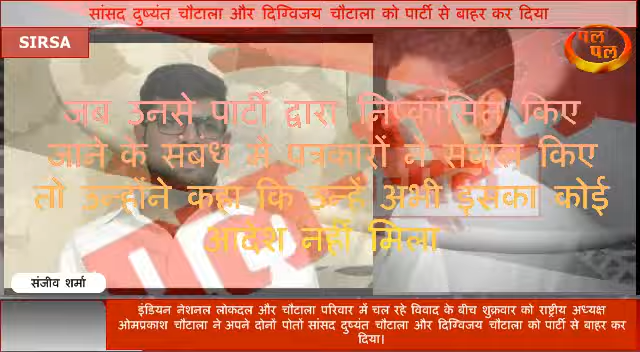 सांसद दुष्यंत चौटाला और दिग्विजय चौटाला को पार्टी से बाहर कर दिया
SIRSA
पल
पल
जब उनसे पार्टी द्वारा निष्कासित किए
जाने के संबंध में पत्रकारों ने सवाल किए
तो उन्होंने कहा कि उन्हें अभी इसका कोई
आदेश नहीं मिला
संजीव शर्मा
इंडियन नेशनल लोकदल और चौटाला परिवार में चल रहे विवाद के बीच शुक्रवार को राष्ट्रीय अध्यक्ष
ओमप्रकाश चौटाला ने अपने दोनों पोतों सांसद दुष्यंत चौटाला और दिग्विजय चौटाला को पार्टी से बाहर कर
दिया।